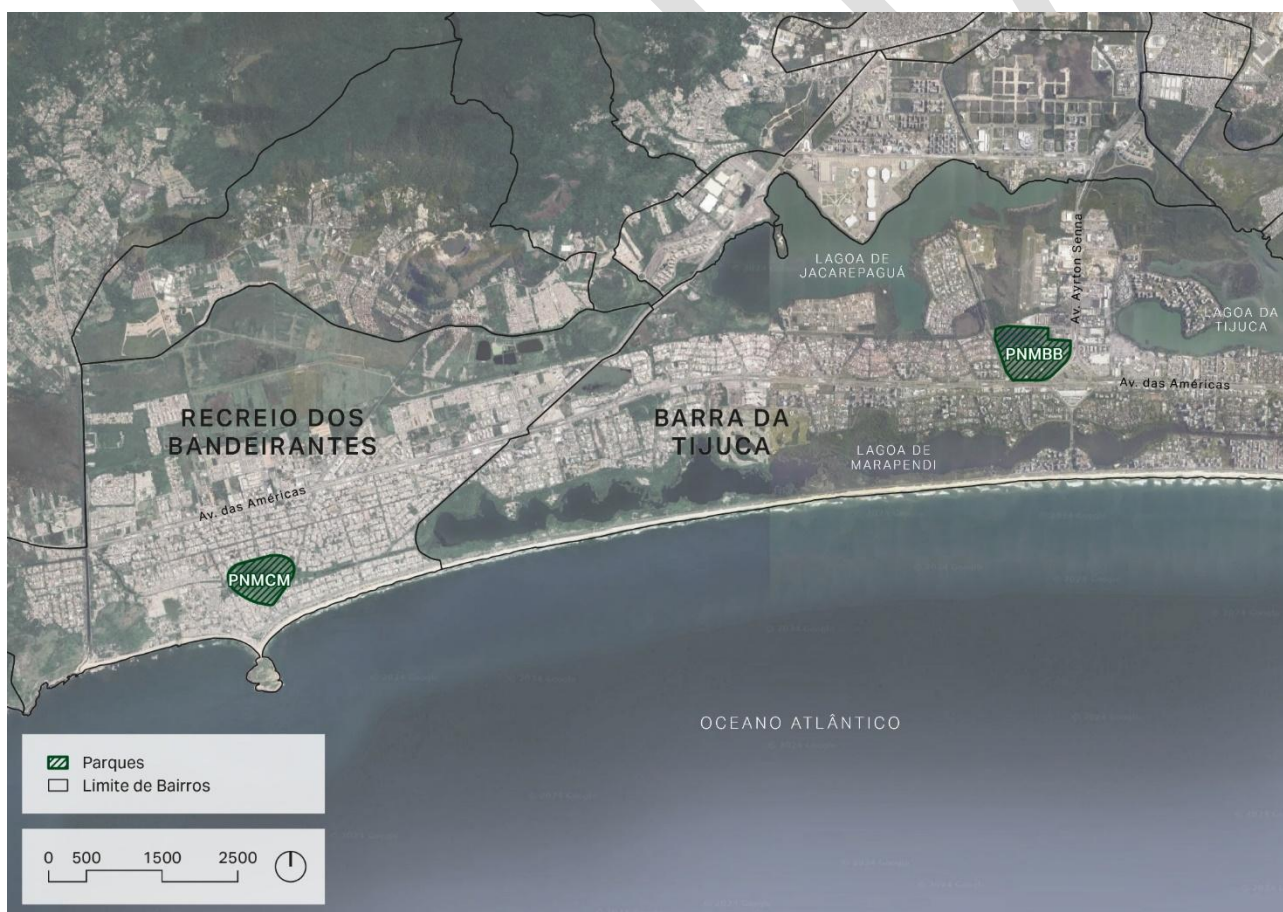 LAGOA DE
JACAREPAGUÁ
Av. Ayrton Senna
LAGOA DA
TIJUCA
PNMBB
Av. das Américas
RECREIO DOS
BANDEIRANTES
BARRA DA
TIJUCA
LAGOA DE
MARAPENDI
Av. das Américas
PNMCM
OCEANO ATLÂNTICO
Parques
Limite de Bairros
0 500 1500 2500